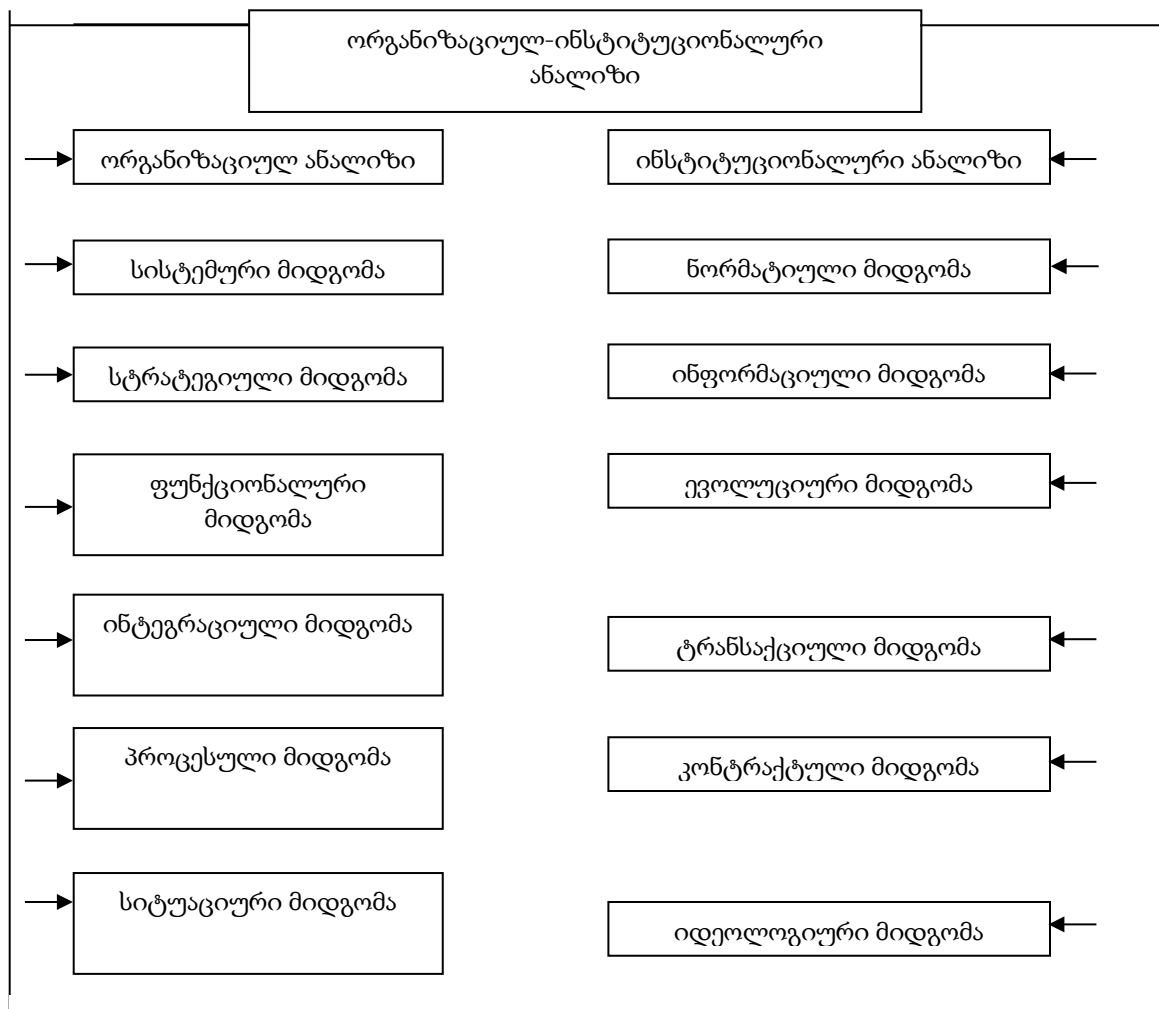 ორგანიზაციულ-ინსტიტუციონალური
ანალიზი
ორგანიზაციულ ანალიზი
ინსტიტუციონალური ანალიზი
სისტემური მიდგომა
ნორმატიული მიდგომა
სტრატეგიული მიდგომა
ინფორმაციული მიდგომა
ფუნქციონალური
მიდგომა
ევოლუციური მიდგომა
ინტეგრაციული მიდგომა
ტრანსაქციული მიდგომა
პროცესული მიდგომა
კონტრაქტული მიდგომა
სიტუაციური მიდგომა
იდეოლოგიური მიდგომა